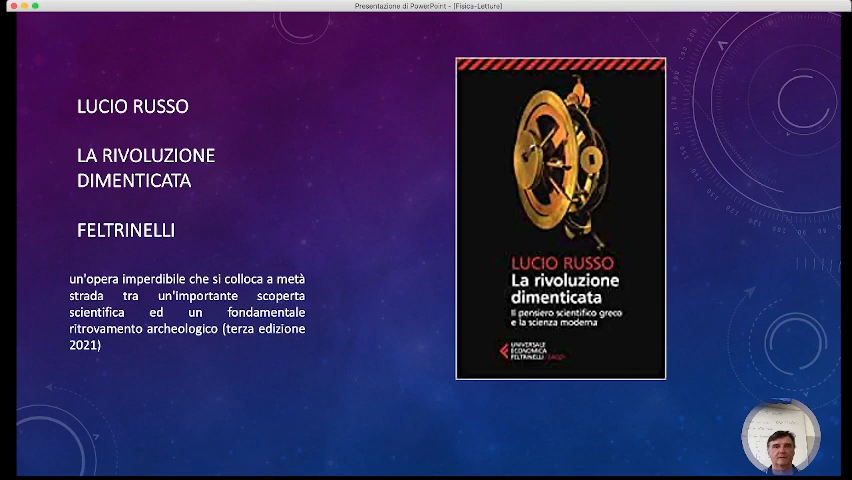 Presentazione di PowerPoint - [Fisica-Letture]
LUCIO RUSSO
LA RIVOLUZIONE
DIMENTICATA
FELTRINELLI
un'opera imperdibile che si colloca a metà
strada tra un'importante scoperta
scientifica ed un fondamentale
ritrovamento archeologico (terza edizione
2021)
LUCIO RUSSO
La rivoluzione
dimenticata
Il pensiero scientifico greco
e la scienza moderna
UNIVERSALE
ECONOMICA
FELTRINELLI